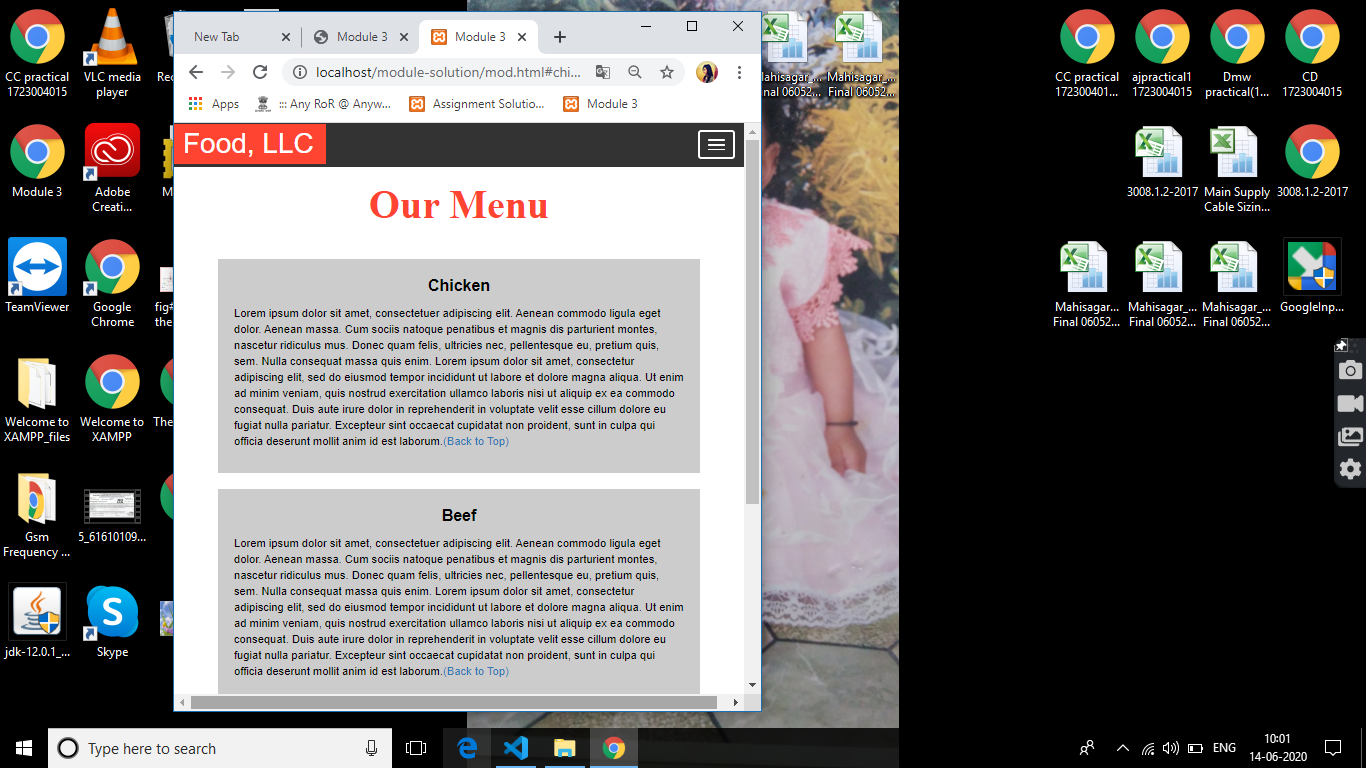 New Tab
Module 3
Module 3
localhost/module-solution/mod.html#chi...
Apps
::: Any RoR @ Anyw...
Assignment Solutio...
Module 3
Food, LLC
Our Menu
Chicken
Lorem ipsum dolor sit amet, consectetuer adipiscing elit. Aenean commodo ligula eget
dolor. Aenean massa. Cum sociis natoque penatibus et magnis dis parturient montes,
nascetur ridiculus mus. Donec quam felis, ultricies nec, pellentesque eu, pretium quis,
sem. Nulla consequat massa quis enim. Lorem ipsum dolor sit amet, consectetur
adipiscing elit, sed do eiusmod tempor incididunt ut labore et dolore magna aliqua. Ut enim
ad minim veniam, quis nostrud exercitation ullamco laboris nisi ut aliquip ex ea commodo
consequat. Duis aute irure dolor in reprehenderit in voluptate velit esse cillum dolore eu
fugiat nulla pariatur. Excepteur sint occaecat cupidatat non proident, sunt in culpa qui
officia deserunt mollit anim id est laborum.(Back to Top)
Beef
Lorem ipsum dolor sit amet, consectetuer adipiscing elit. Aenean commodo ligula eget
dolor. Aenean massa. Cum sociis natoque penatibus et magnis dis parturient montes,
nascetur ridiculus mus. Donec quam felis, ultricies nec, pellentesque eu, pretium quis,
sem. Nulla consequat massa quis enim. Lorem ipsum dolor sit amet, consectetur
adipiscing elit, sed do eiusmod tempor incididunt ut labore et dolore magna aliqua. Ut enim
ad minim veniam, quis nostrud exercitation ullamco laboris nisi ut aliquip ex ea commodo
consequat. Duis aute irure dolor in reprehenderit in voluptate velit esse cillum dolore eu
fugiat nulla pariatur. Excepteur sint occaecat cupidatat non proident, sunt in culpa qui
officia deserunt mollit anim id est laborum.(Back to Top)
CC practical
1723004015
VLC media
player
Module 3
Adobe
Creati...
TeamViewer
Google
Chrome
Welcome to
XAMPP_files
Welcome to
XAMPP
Gsm
Frequency ...
5_61610109...
jdk-12.0.1_...
Skype
Final 06052...
Mahisagar_...
Final 06052...
CC practical
172300401...
ajpractical1
1723004015
Dmw
practical(1...
CD
1723004015
3008.1.2-2017
Main Supply
Cable Sizin...
3008.1.2-2017
Mahisagar_...
Final 06052...
Mahisagar_...
Final 06052...
Mahisagar_...
Final 06052...
GoogleInp...
Type here to search
ENG
10:01
14-06-2020